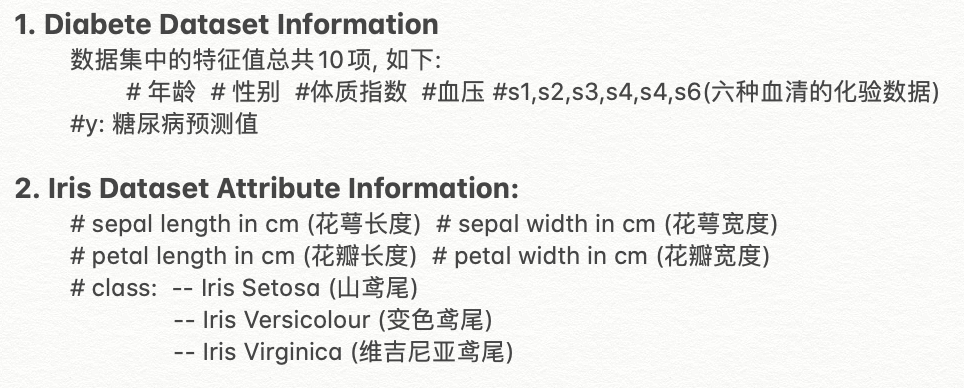 1. Diabete Dataset Information
数据集中的特征值总共10项, 如下:
# 年龄 # 性别 #体质指数 #血压 #s1,s2,s3,s4,s4,s6(六种血清的化验数据)
#y: 糖尿病预测值
2. Iris Dataset Attribute Information:
# sepal length in cm (花萼长度) # sepal width in cm (花萼宽度)
# petal length in cm (花瓣长度) # petal width in cm (花瓣宽度)
# class: -- Iris Setosa (山鸢尾)
-- Iris Versicolour (变色鸢尾)
-- Iris Virginica (维吉尼亚鸢尾)